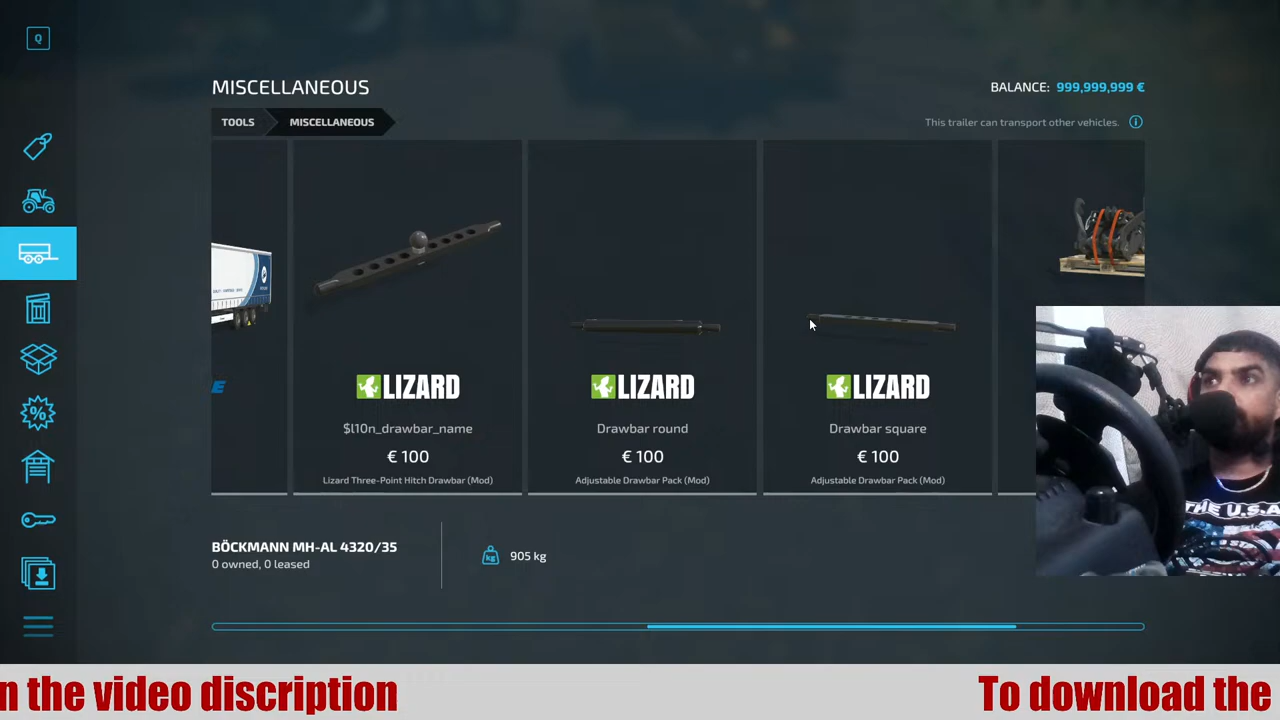 Q
MISCELLANEOUS
BALANCE: 999,999,999 €
TOOLS MISCELLANEOUS
This trailer can transport other vehicles.
E
LIZARD
$l10n_drawbar_name
€ 100
Lizard Three-Point Hitch Drawbar (Mod)
LIZARD
Drawbar round
€ 100
Adjustable Drawbar Pack (Mod)
LIZARD
Drawbar square
€ 100
Adjustable Drawbar Pack (Mod)
THE U.S.A
BÖCKMANN MH-AL 4320/35
0 owned, 0 leased
kg
905 kg
n the video discription
To download the